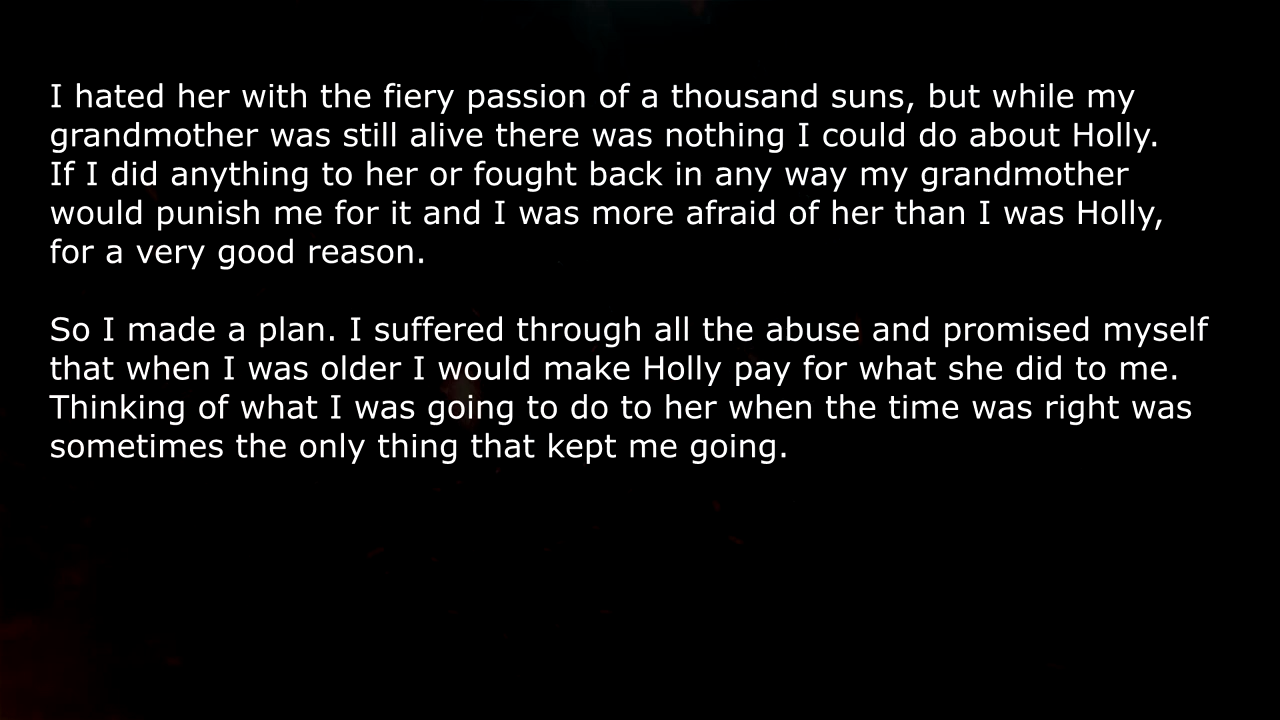 I hated her with the fiery passion of a thousand suns, but while my
grandmother was still alive there was nothing I could do about Holly.
If I did anything to her or fought back in any way my grandmother
would punish me for it and I was more afraid of her than I was Holly,
for a very good reason.
So I made a plan. I suffered through all the abuse and promised myself
that when I was older I would make Holly pay for what she did to me.
Thinking of what I was going to do to her when the time was right was
sometimes the only thing that kept me going.